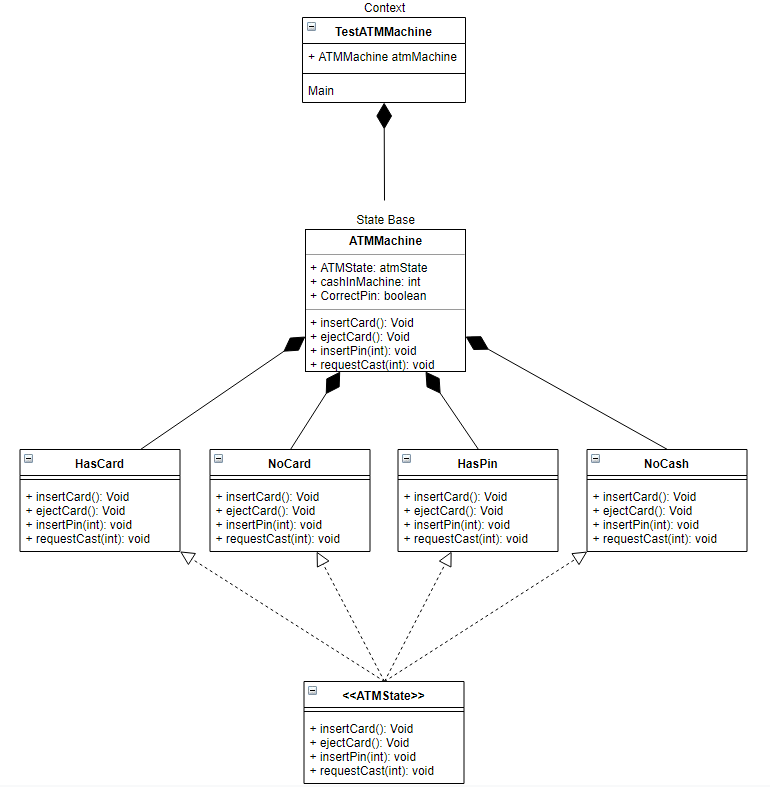 Context
TestATMMachine
+ ATMMachine atmMachine
Main
State Base
ATMMachine
+ ATMState: atmState
+ cashInMachine: int
+ CorrectPin: boolean
+ insertCard(): Void
+ ejectCard(): Void
+ insertPin(int): void
+ requestCast(int): void
HasCard
+ insertCard(): Void
+ ejectCard(): Void
+ insertPin(int): void
+ requestCast(int): void
NoCard
+ insertCard(): Void
+ ejectCard(): Void
+ insertPin(int): void
+ requestCast(int): void
HasPin
+ insertCard(): Void
+ ejectCard(): Void
+ insertPin(int): void
+ requestCast(int): void
NoCash
+ insertCard(): Void
+ ejectCard(): Void
+ insertPin(int): void
+ requestCast(int): void
<<ATMState>>
+ insertCard(): Void
+ ejectCard(): Void
+ insertPin(int): void
+ requestCast(int): void